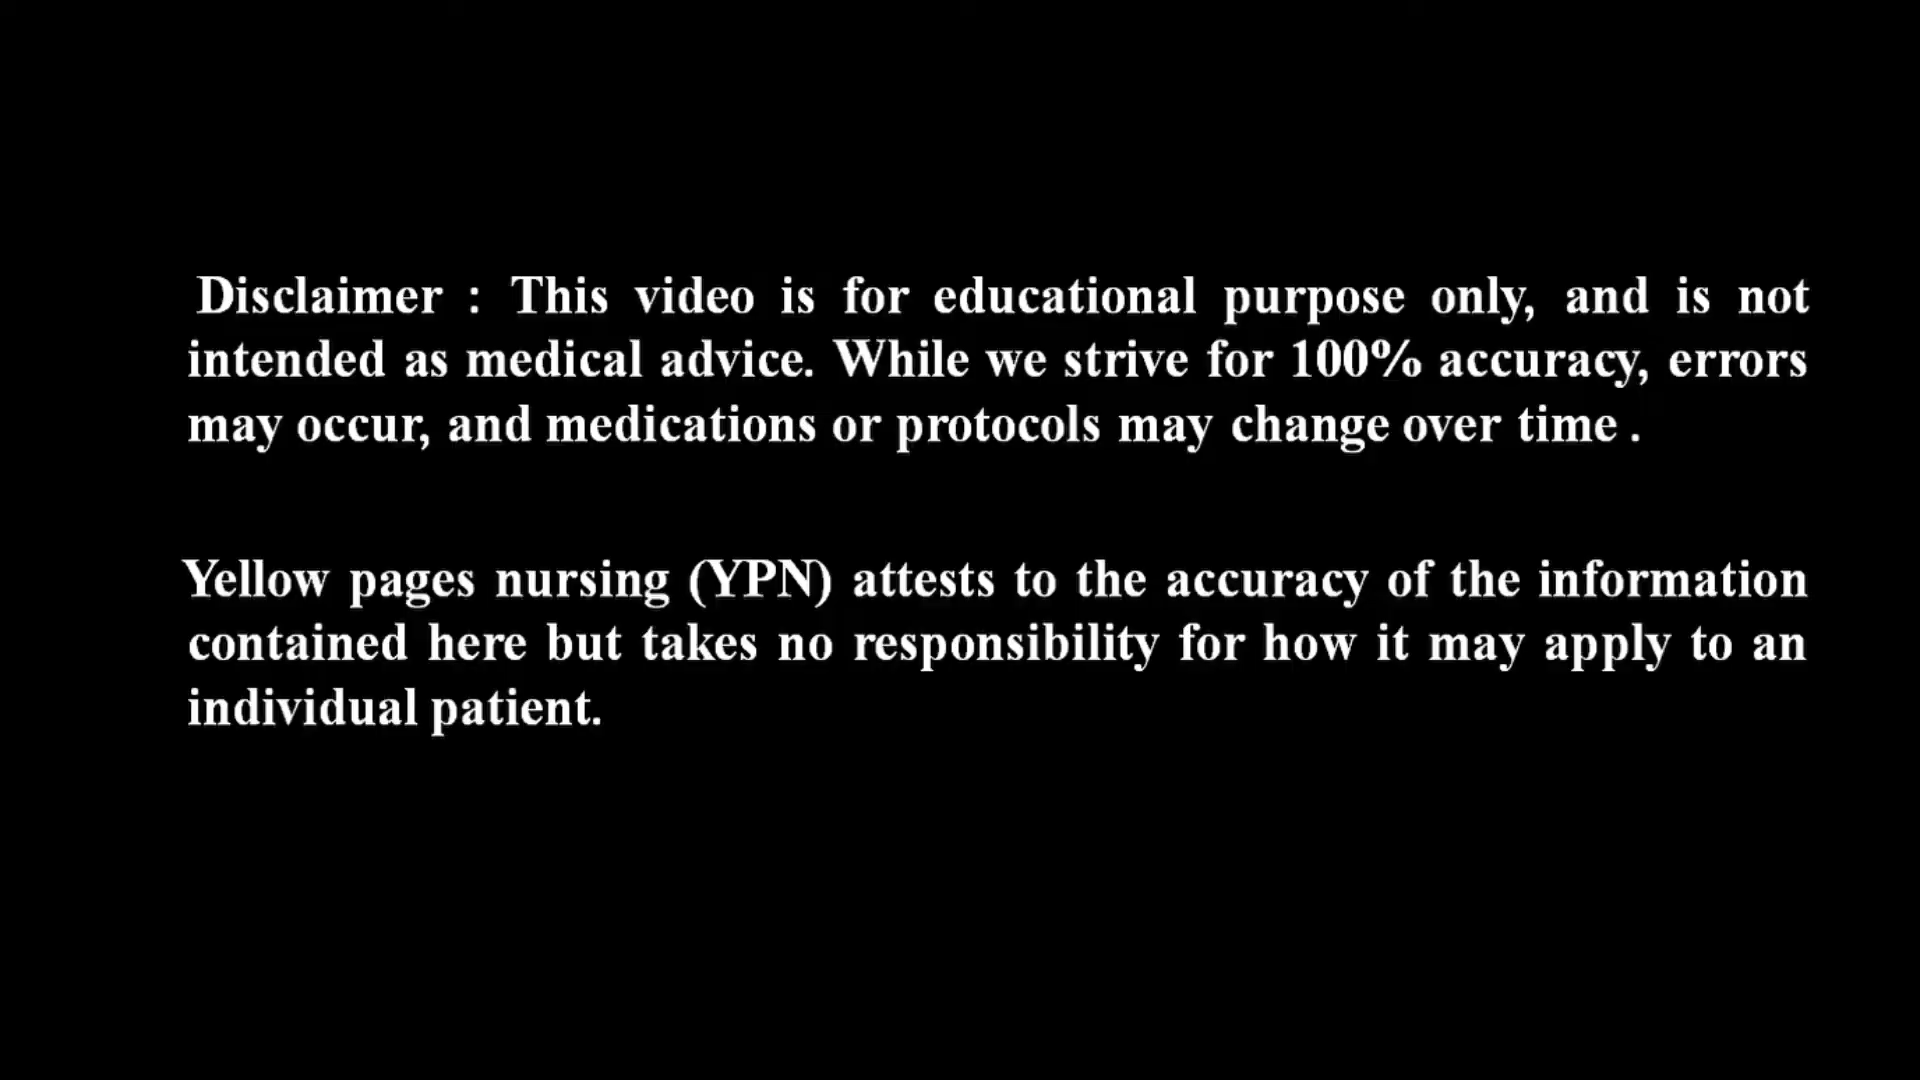 Disclaimer : This video is for educational purpose only, and is not
intended as medical advice. While we strive for 100% accuracy, errors
may occur, and medications or protocols may change over time .
Yellow pages nursing (YPN) attests to the accuracy of the information
contained here but takes no responsibility for how it may apply to an
individual patient.